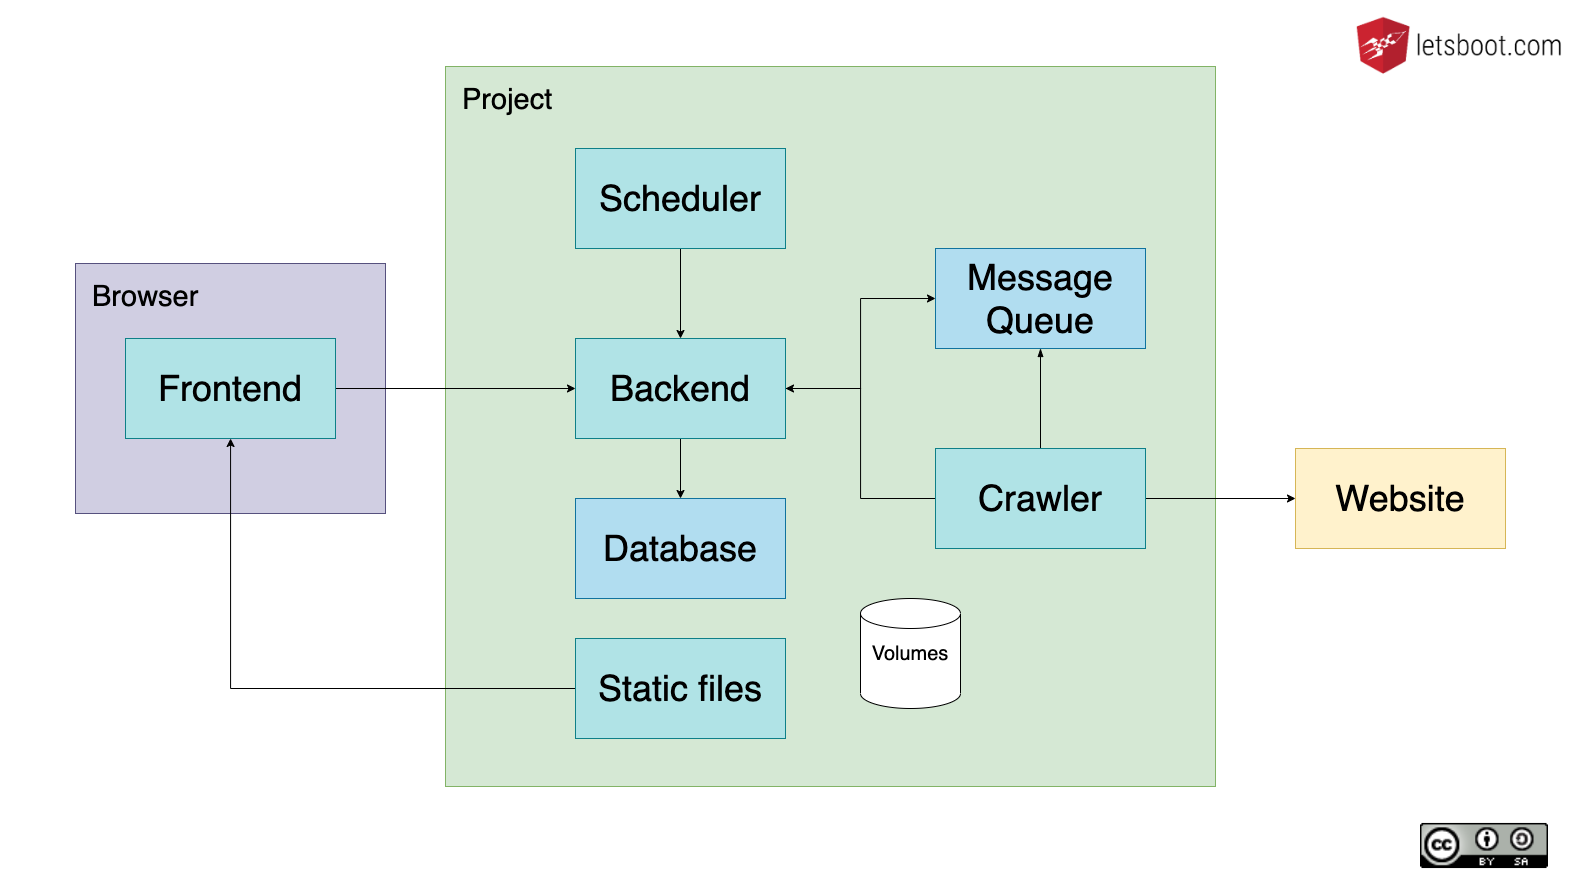 letsboot.com
Project
Scheduler
Message
Queue
Browser
Frontend
Backend
Crawler
Website
Database
Volumes
Static files
cc
BY SA